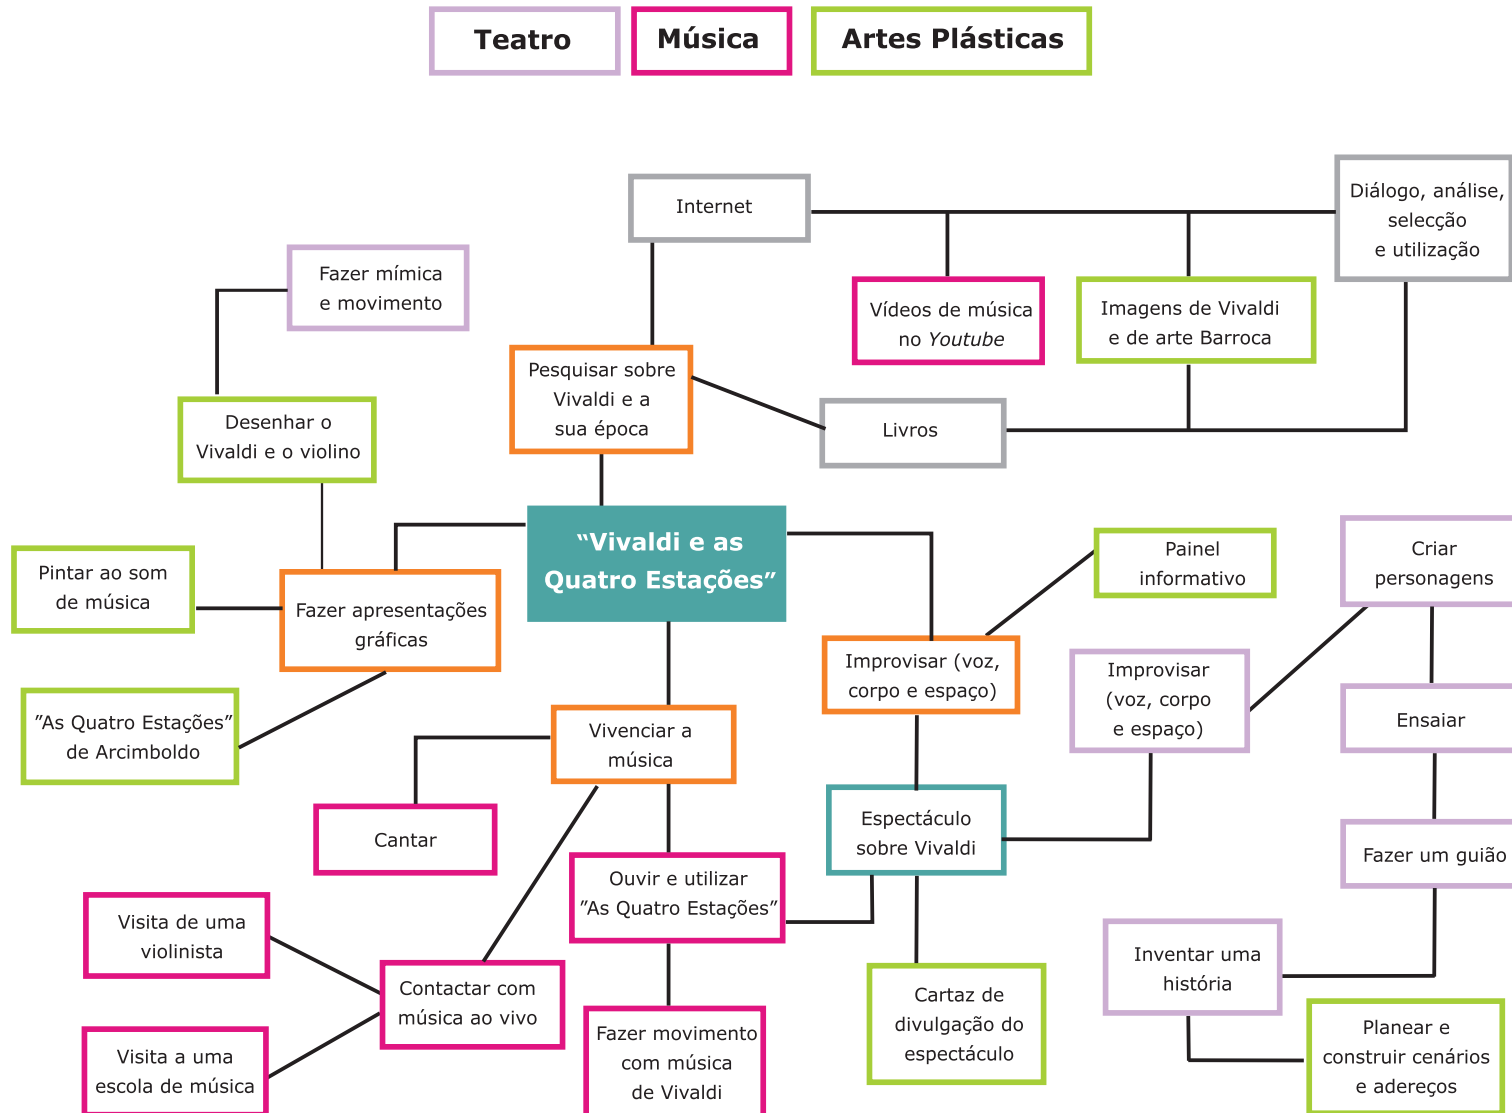 Teatro
Música
Artes Plásticas
Internet
Diálogo, análise,
selecção
e utilização
Fazer mímica
e movimento
Vídeos de música
no Youtube
Imagens de Vivaldi
e de arte Barroca
Pesquisar sobre
Vivaldi e a
sua época
Livros
Desenhar o
Vivaldi e o violino
"Vivaldi e as
Quatro Estações"
Painel
informativo
Criar
personagens
Pintar ao som
de música
Fazer apresentações
gráficas
Improvisar (voz,
corpo e espaço)
Improvisar
(voz, corpo
e espaço)
"As Quatro Estações"
de Arcimboldo
Vivenciar a
música
Ensaiar
Cantar
Espectáculo
sobre Vivaldi
Fazer um guião
Ouvir e utilizar
"As Quatro Estações"
Visita de uma
violinista
Inventar uma
história
Contactar com
música ao vivo
Cartaz de
divulgação do
espectáculo
Visita a uma
escola de música
Fazer movimento
com música
de Vivaldi
Planear e
construir cenários
e adereços